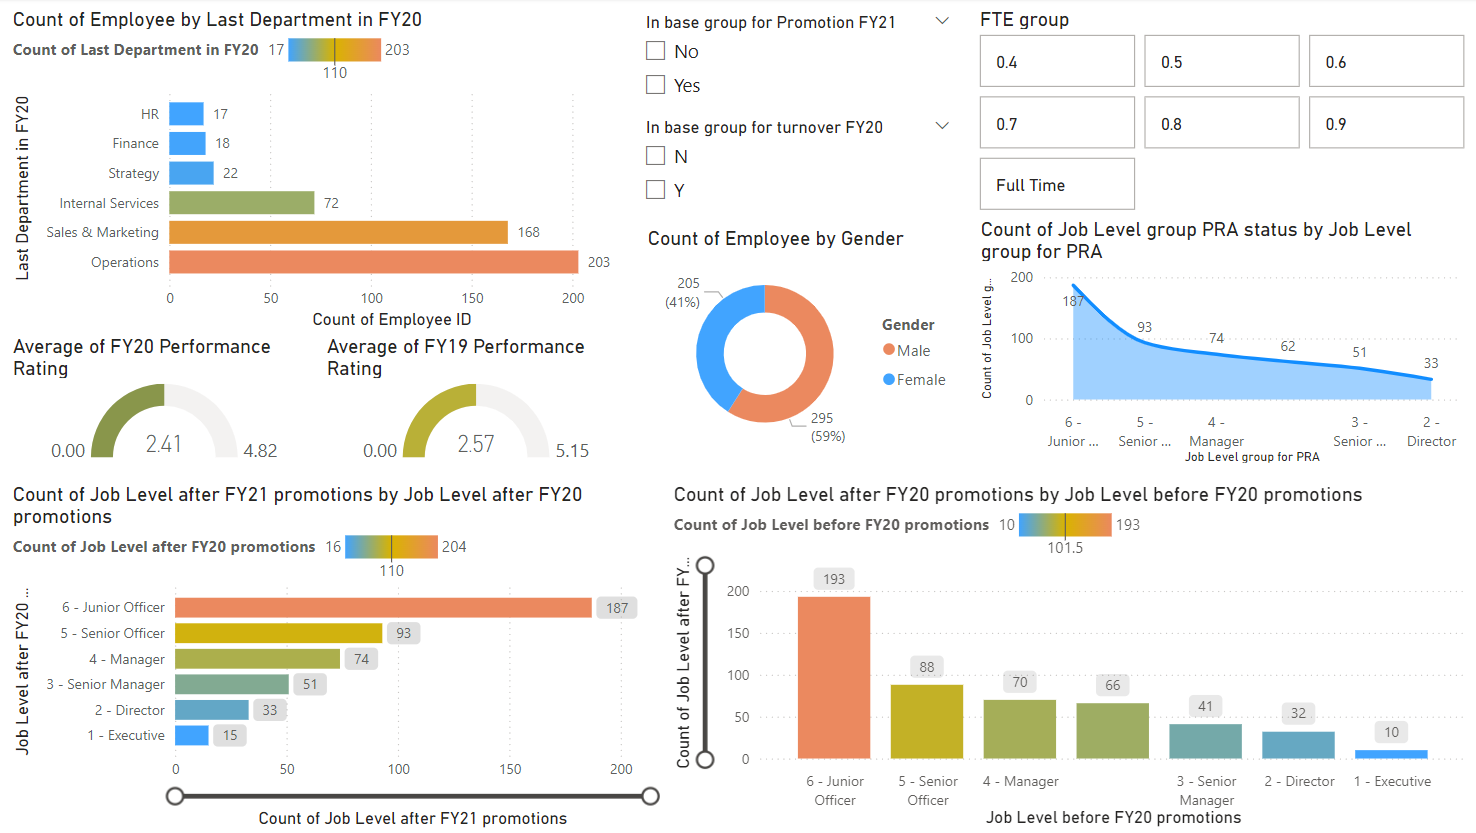 Count of Employee by Last Department in FY20
Count of Last Department in FY20 17 203
110
Last Department in FY20
HR 17
Finance 18
Strategy 22
Internal Services 72
Sales & Marketing 168
Operations 203
0 50 100 150 200
Count of Employee ID
In base group for Promotion FY21
No
Yes
In base group for turnover FY20
N
Y
FTE group
0.4 0.5 0.6
0.7 0.8 0.9
Full Time
Average of FY20 Performance
Rating
0.00 2.41 4.82
Average of FY19 Performance
Rating
0.00 2.57 5.15
Count of Employee by Gender
205
(41%)
295
(59%)
Gender
Male
Female
Count of Job Level group PRA status by Job Level
group for PRA
Count of Job Level g...
200
100
0
187 93 74 62 51 33
6 - 5 - 4 - 3 - 2 -
Junior ... Senior ... Manager Senior ... Director
Job Level group for PRA
Count of Job Level after FY21 promotions by Job Level after FY20
promotions
Count of Job Level after FY20 promotions 16 204
110
Job Level after FY20 ...
6 - Junior Officer 187
5 - Senior Officer 93
4 - Manager 74
3 - Senior Manager 51
2 - Director 33
1 - Executive 15
0 50 100 150 200
Count of Job Level after FY21 promotions
Count of Job Level after FY20 promotions by Job Level before FY20 promotions
Count of Job Level before FY20 promotions 10 193
101.5
Count of Job Level after FY...
200
150
100
50
0
193 88 70 66 41 32 10
6 - Junior 5 - Senior 4 - Manager 3 - Senior 2 - Director 1 - Executive
Officer Officer Manager
Job Level before FY20 promotions